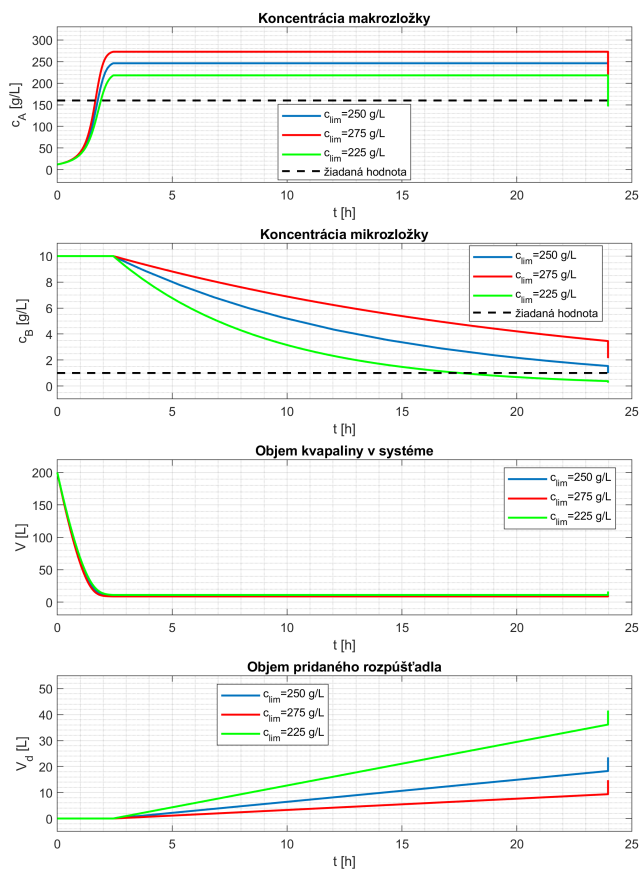 Koncentrácia makrozložky
300
250
200
150
100
50
0
c_A [g/L]
c_lim=250 g/L
c_lim=275 g/L
c_lim=225 g/L
žiadaná hodnota
0 5 10 15 20 25
t [h]
Koncentrácia mikrozložky
10
8
6
4
2
0
c_B [g/L]
c_lim=250 g/L
c_lim=275 g/L
c_lim=225 g/L
žiadaná hodnota
0 5 10 15 20 25
t [h]
Objem kvapaliny v systéme
200
150
100
50
0
V [L]
c_lim=250 g/L
c_lim=275 g/L
c_lim=225 g/L
0 5 10 15 20 25
t [h]
Objem pridaného rozpúšťadla
50
40
30
20
10
0
V_d [L]
c_lim=250 g/L
c_lim=275 g/L
c_lim=225 g/L
0 5 10 15 20 25
t [h]